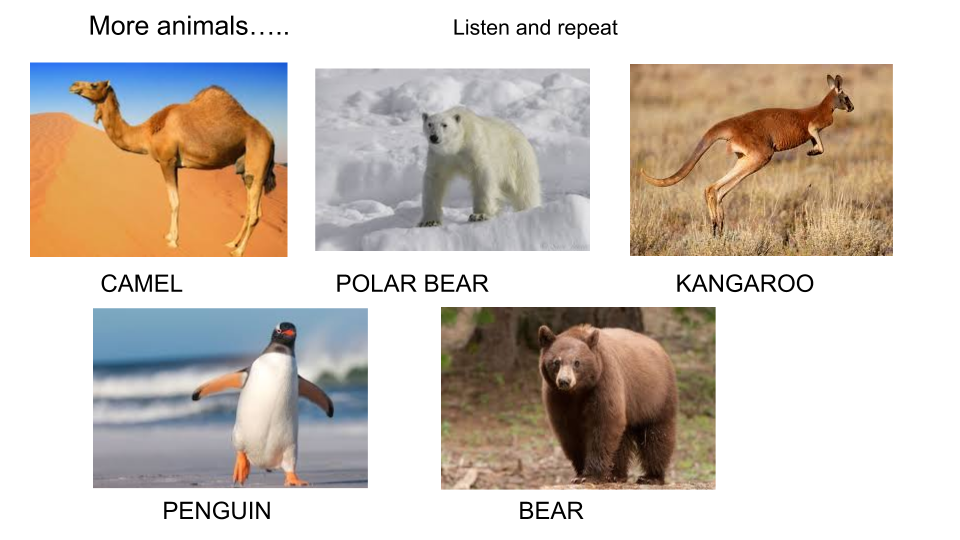 More animals…..
Listen and repeat
CAMEL
POLAR BEAR
KANGAROO
PENGUIN
BEAR